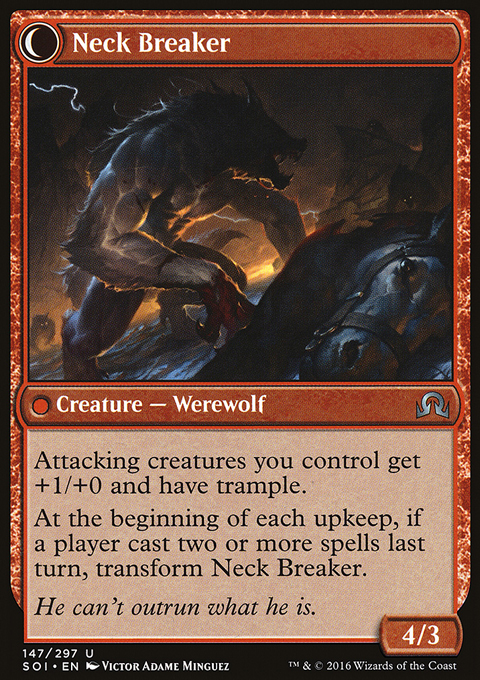 Neck Breaker
Creature — Werewolf
Attacking creatures you control get
+1/+0 and have trample.
At the beginning of each upkeep, if
a player cast two or more spells last
turn, transform Neck Breaker.
He can't outrun what he is.
4/3
147/297 U
SOI • EN Victor Adame Minguez
™ & © 2016 Wizards of the Coast